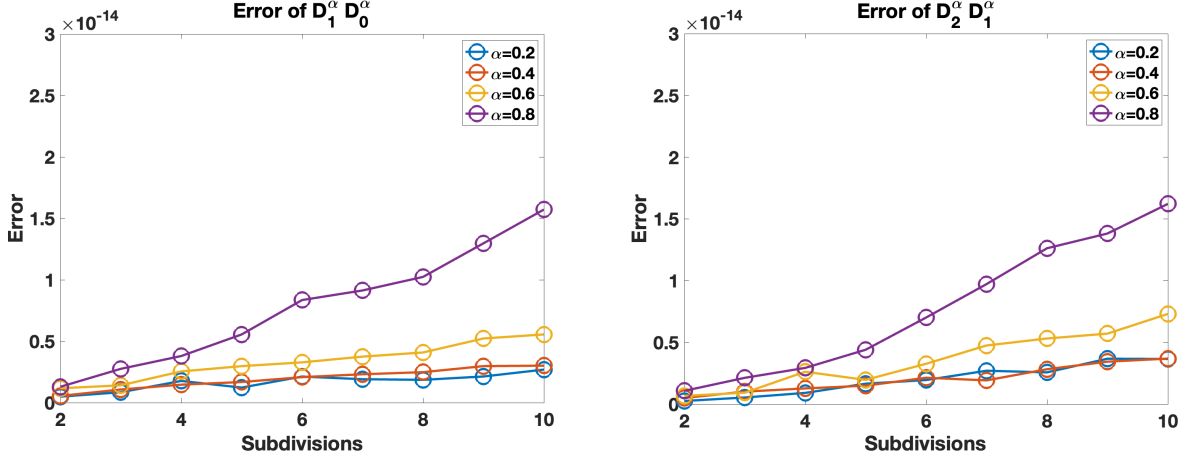 Error of D₁^α D₀^α
×10⁻¹⁴
3
2.5
2
1.5
1
0.5
0
2 4 6 8 10
Error
Subdivisions
α=0.2
α=0.4
α=0.6
α=0.8
Error of D₂^α D₁^α
×10⁻¹⁴
3
2.5
2
1.5
1
0.5
0
2 4 6 8 10
Error
Subdivisions
α=0.2
α=0.4
α=0.6
α=0.8